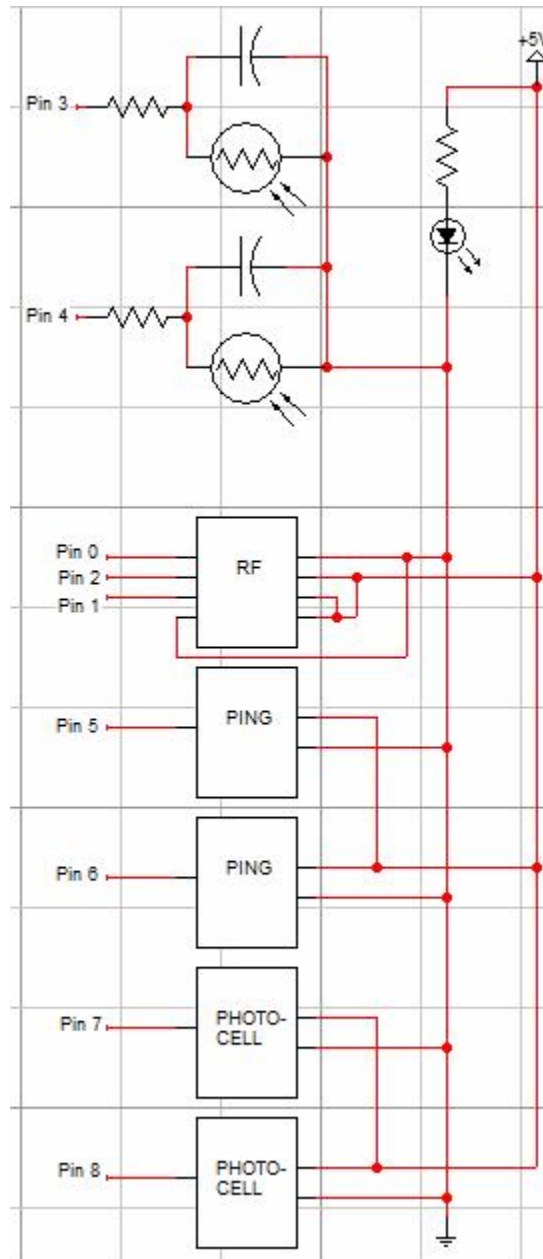 +5V
Pin 3
Pin 4
Pin 0
Pin 2
Pin 1
RF
Pin 5
PING
Pin 6
PING
Pin 7
PHOTO-
CELL
Pin 8
PHOTO-
CELL